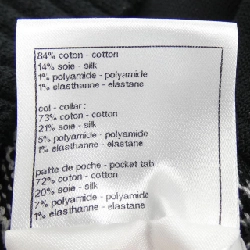 84% coton - cotton
14% soie - silk
1% polyamide - polyamide
1% elasthanne - elastane
col - collar :
73% coton - cotton
21% soie - silk
5% polyamide - polyamide
1% elasthanne - elastane
patte de poche - pocket tab
72% coton - cotton
20% soie - silk
7% polyamide - polyamide
1% elasthanne - elastane